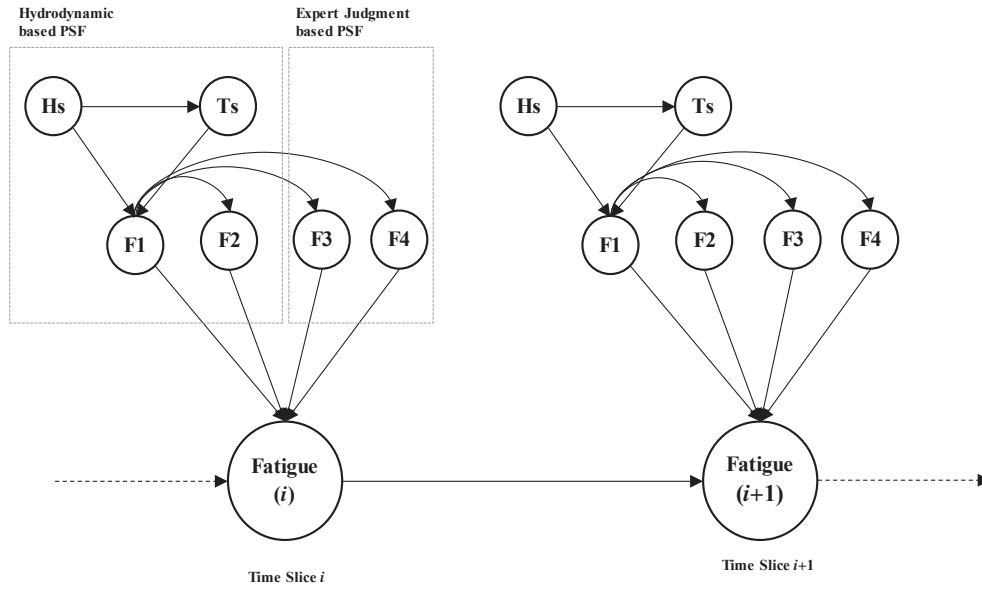 Hydrodynamic
based PSF
Expert Judgment
based PSF
Hs
Ts
F1
F2
F3
F4
Hs
Ts
F1
F2
F3
F4
Fatigue
(i)
Fatigue
(i+1)
Time Slice i
Time Slice i+1